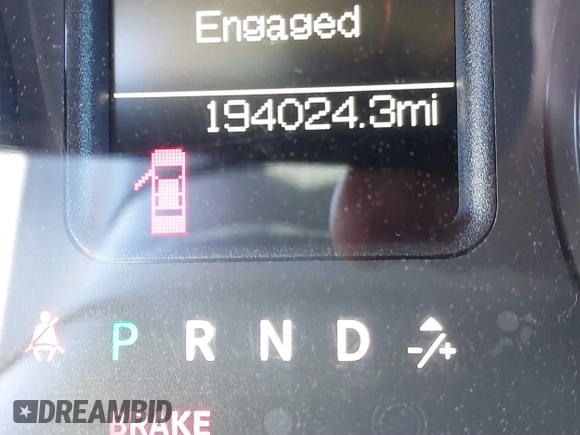 Engaged
194024.3mi
P R N D -/+
BRAKE
DREAMBID